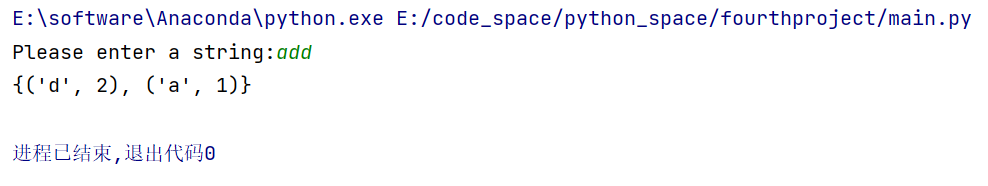 E:\software\Anaconda\python.exe E:/code_space/python_space/fourthproject/main.py
Please enter a string:add
{('d', 2), ('a', 1)}
进程已结束,退出代码0